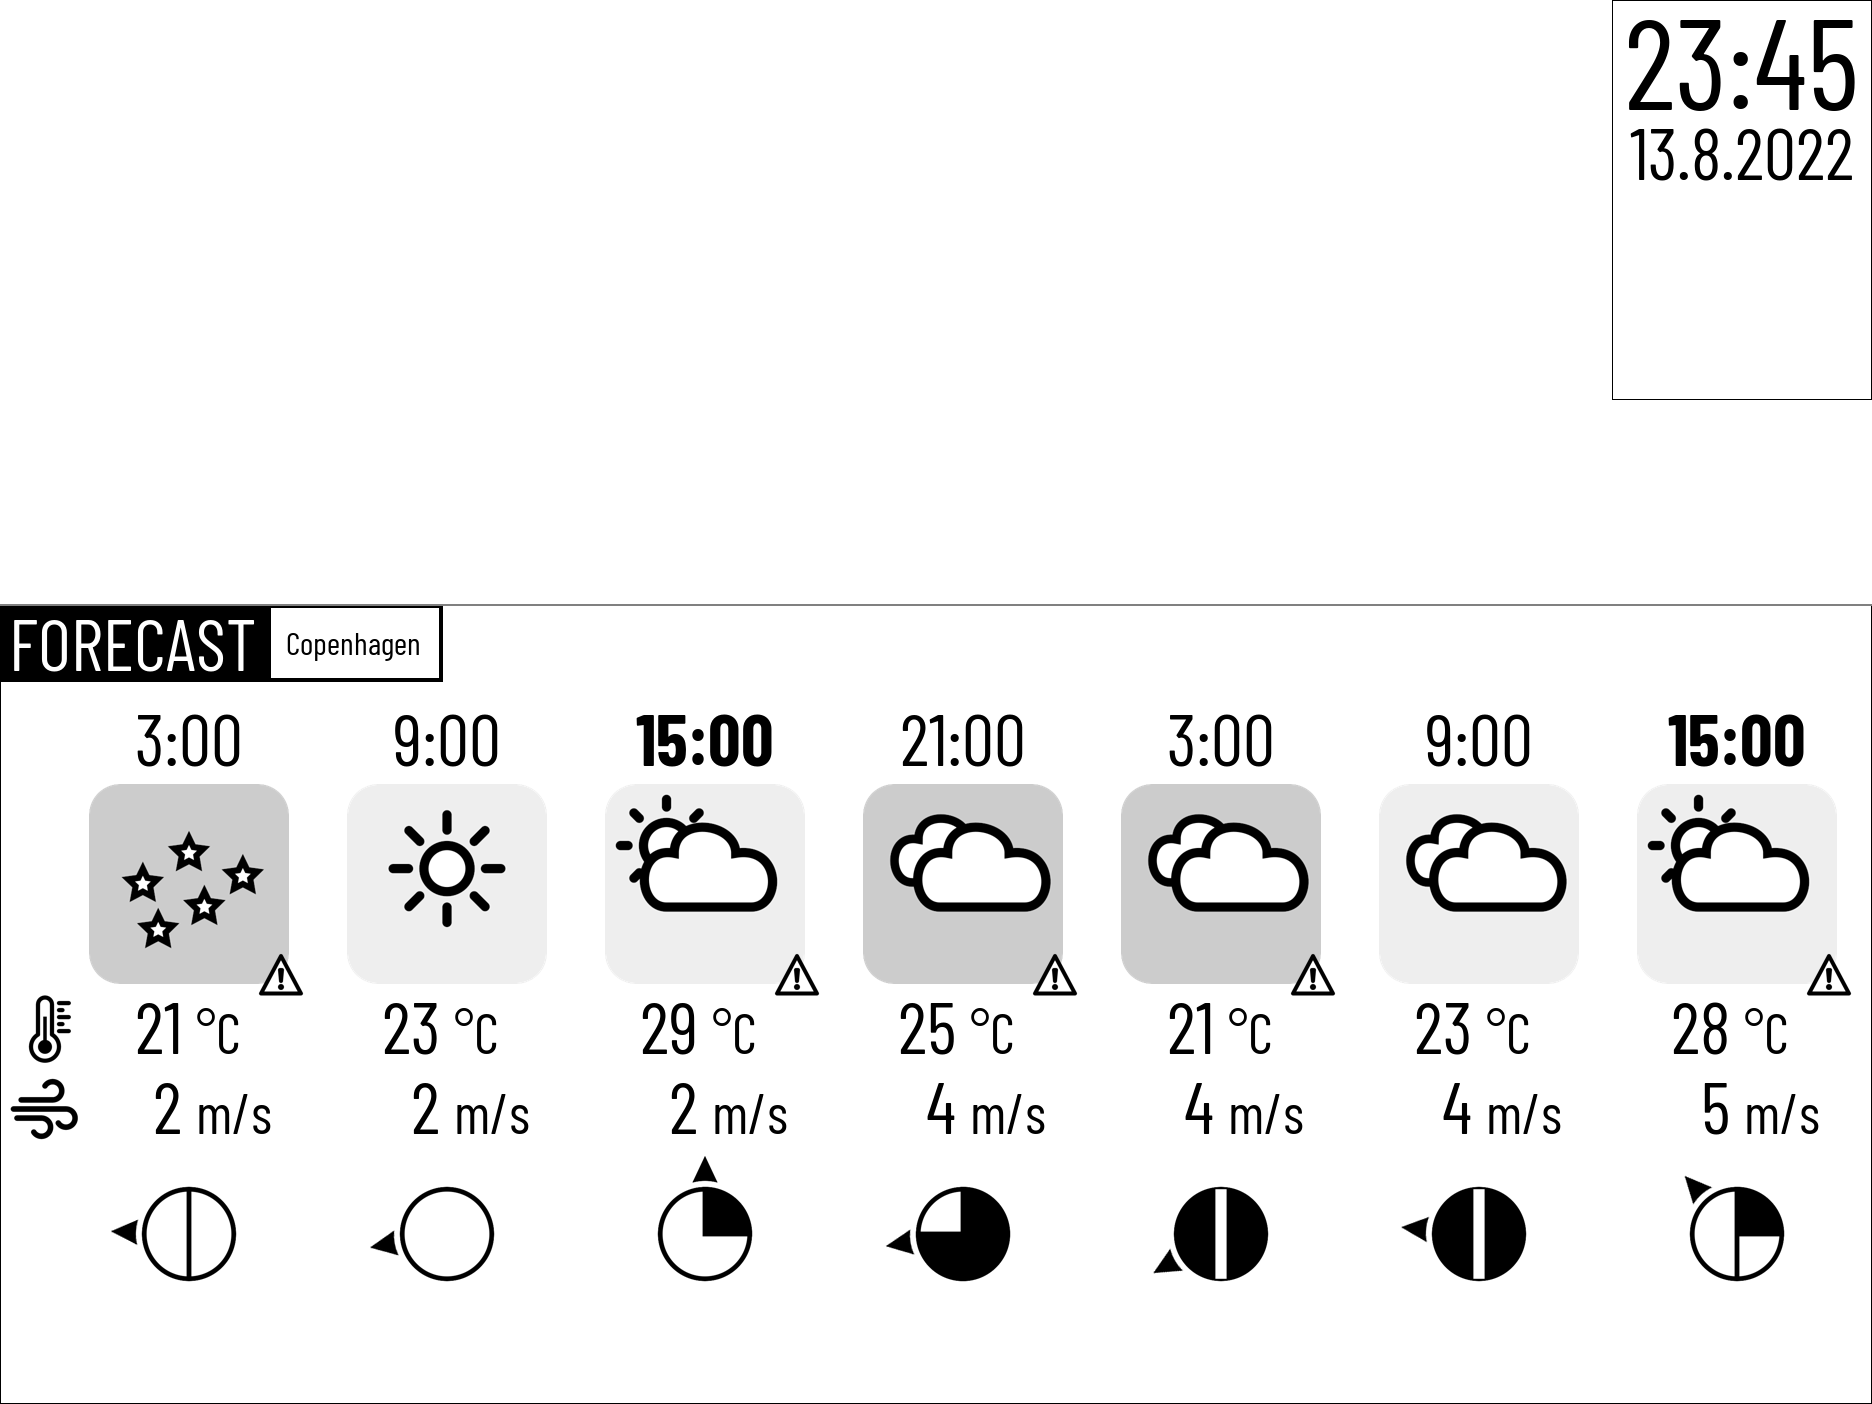 23:45
13.8.2022
FORECAST Copenhagen
3:00 9:00 15:00 21:00 3:00 9:00 15:00
21 °C 23 °C 29 °C 25 °C 21 °C 23 °C 28 °C
2 m/s 2 m/s 2 m/s 4 m/s 4 m/s 4 m/s 5 m/s